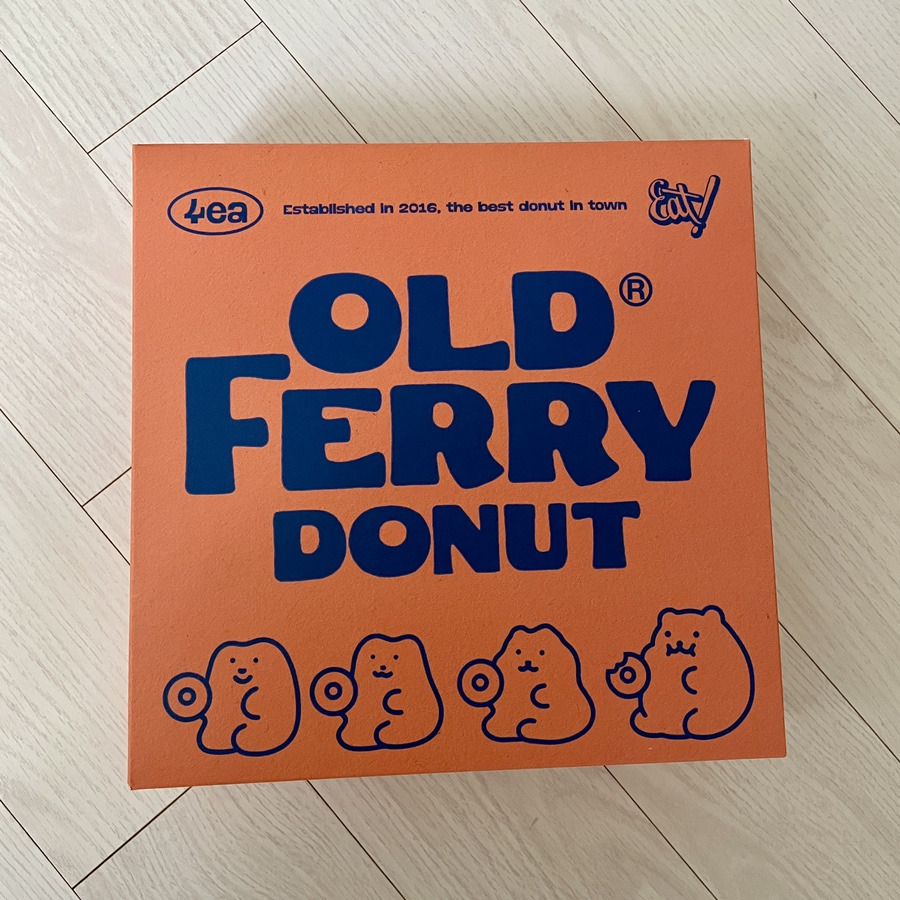 4ea
Established in 2016, the best donut in town
Eat!
OLD®
FERRY
DONUT